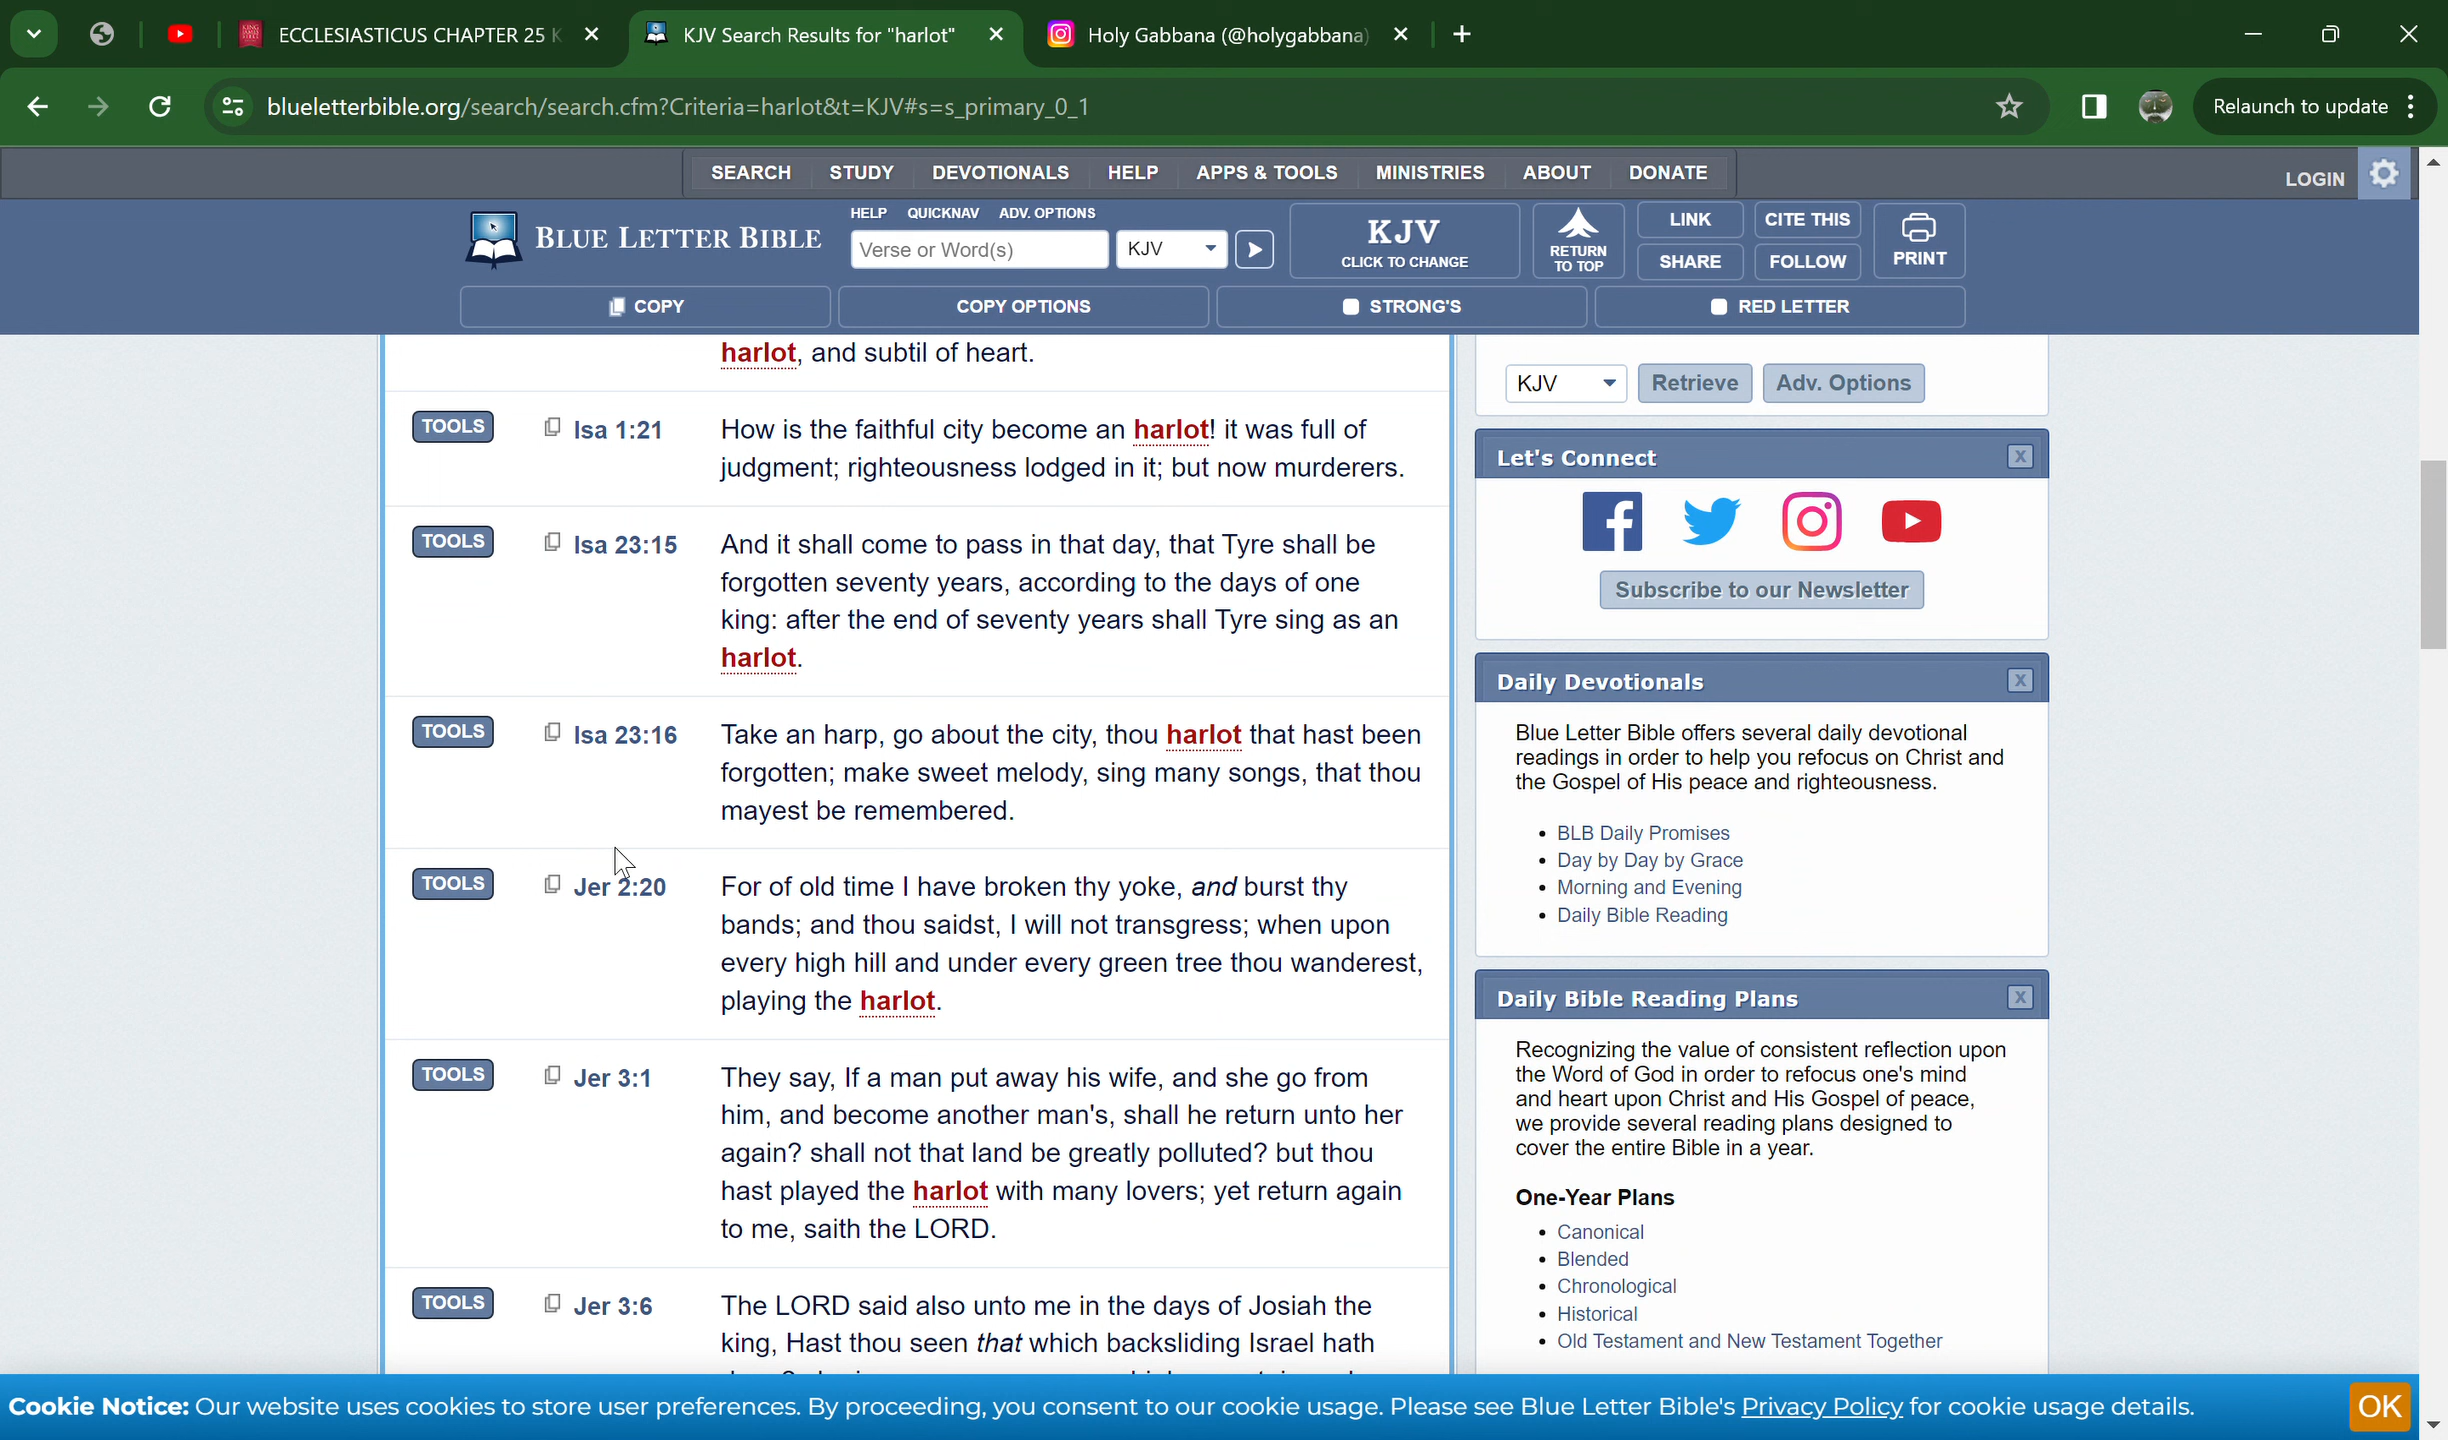 ECCLESIASTICUS CHAPTER 25 K
KJV Search Results for "harlot"
Holy Gabbana (@holygabbana)
blueletterbible.org/search/search.cfm?Criteria=harlot&t=KJV#s=s_primary_0_1
Relaunch to update
SEARCH STUDY DEVOTIONALS HELP APPS & TOOLS MINISTRIES ABOUT DONATE
LOGIN
BLUE LETTER BIBLE
HELP QUICKNAV ADV. OPTIONS
Verse or Word(s)
KJV
KJV
CLICK TO CHANGE
RETURN
TO TOP
LINK
CITE THIS
SHARE
FOLLOW
PRINT
COPY
COPY OPTIONS
STRONG'S
RED LETTER
harlot, and subtil of heart.
TOOLS
Isa 1:21
How is the faithful city become an harlot! it was full of
judgment; righteousness lodged in it; but now murderers.
TOOLS
Isa 23:15
And it shall come to pass in that day, that Tyre shall be
forgotten seventy years, according to the days of one
king: after the end of seventy years shall Tyre sing as an
harlot.
TOOLS
Isa 23:16
Take an harp, go about the city, thou harlot that hast been
forgotten; make sweet melody, sing many songs, that thou
mayest be remembered.
TOOLS
Jer 2:20
For of old time I have broken thy yoke, and burst thy
bands; and thou saidst, I will not transgress; when upon
every high hill and under every green tree thou wanderest,
playing the harlot.
TOOLS
Jer 3:1
They say, If a man put away his wife, and she go from
him, and become another man's, shall he return unto her
again? shall not that land be greatly polluted? but thou
hast played the harlot with many lovers; yet return again
to me, saith the LORD.
TOOLS
Jer 3:6
The LORD said also unto me in the days of Josiah the
king, Hast thou seen that which backsliding Israel hath
KJV
Retrieve
Adv. Options
Let's Connect
X
Subscribe to our Newsletter
Daily Devotionals
X
Blue Letter Bible offers several daily devotional
readings in order to help you refocus on Christ and
the Gospel of His peace and righteousness.
• BLB Daily Promises
• Day by Day by Grace
• Morning and Evening
• Daily Bible Reading
Daily Bible Reading Plans
X
Recognizing the value of consistent reflection upon
the Word of God in order to refocus one's mind
and heart upon Christ and His Gospel of peace,
we provide several reading plans designed to
cover the entire Bible in a year.
One-Year Plans
• Canonical
• Blended
• Chronological
• Historical
• Old Testament and New Testament Together
Cookie Notice: Our website uses cookies to store user preferences. By proceeding, you consent to our cookie usage. Please see Blue Letter Bible's Privacy Policy for cookie usage details.
OK